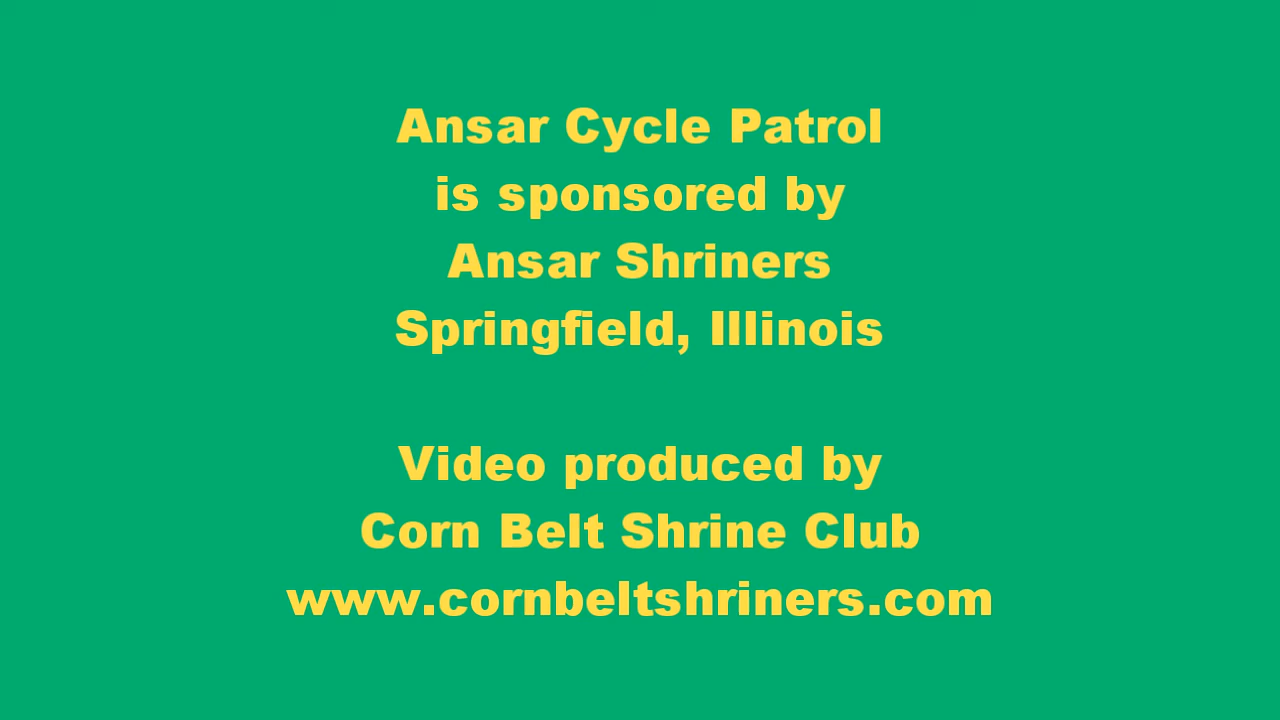 Ansar Cycle Patrol
is sponsored by
Ansar Shriners
Springfield, Illinois
Video produced by
Corn Belt Shrine Club
www.cornbeltshriners.com